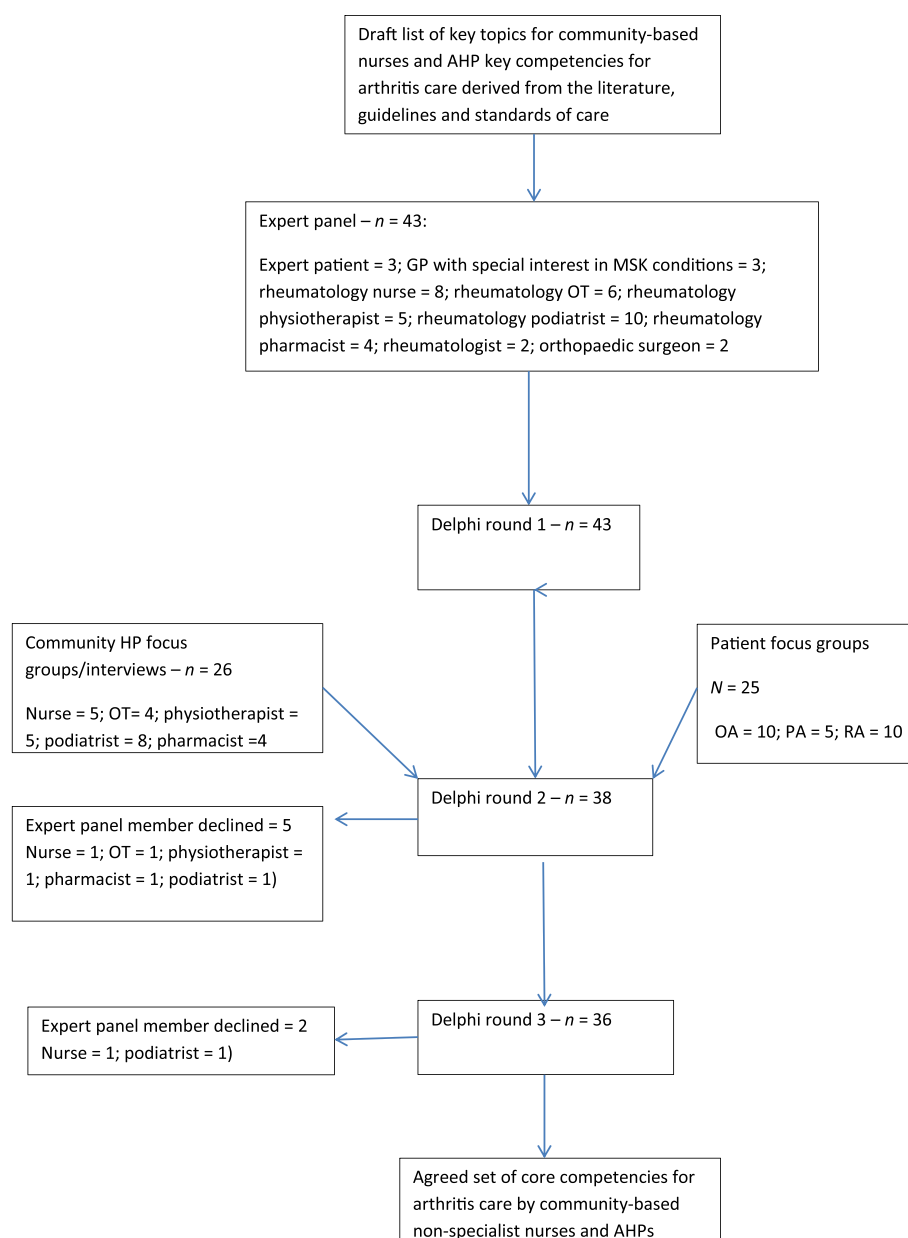 Draft list of key topics for community-based
nurses and AHP key competencies for
arthritis care derived from the literature,
guidelines and standards of care
Expert panel – n = 43:
Expert patient = 3; GP with special interest in MSK conditions = 3;
rheumatology nurse = 8; rheumatology OT = 6; rheumatology
physiotherapist = 5; rheumatology podiatrist = 10; rheumatology
pharmacist = 4; rheumatologist = 2; orthopaedic surgeon = 2
Delphi round 1 – n = 43
Community HP focus
groups/interviews – n = 26
Nurse = 5; OT= 4; physiotherapist =
5; podiatrist = 8; pharmacist =4
Patient focus groups
N = 25
OA = 10; PA = 5; RA = 10
Delphi round 2 – n = 38
Expert panel member declined = 5
Nurse = 1; OT = 1; physiotherapist =
1; pharmacist = 1; podiatrist = 1)
Delphi round 3 – n = 36
Expert panel member declined = 2
Nurse = 1; podiatrist = 1)
Agreed set of core competencies for
arthritis care by community-based
non-specialist nurses and AHPs